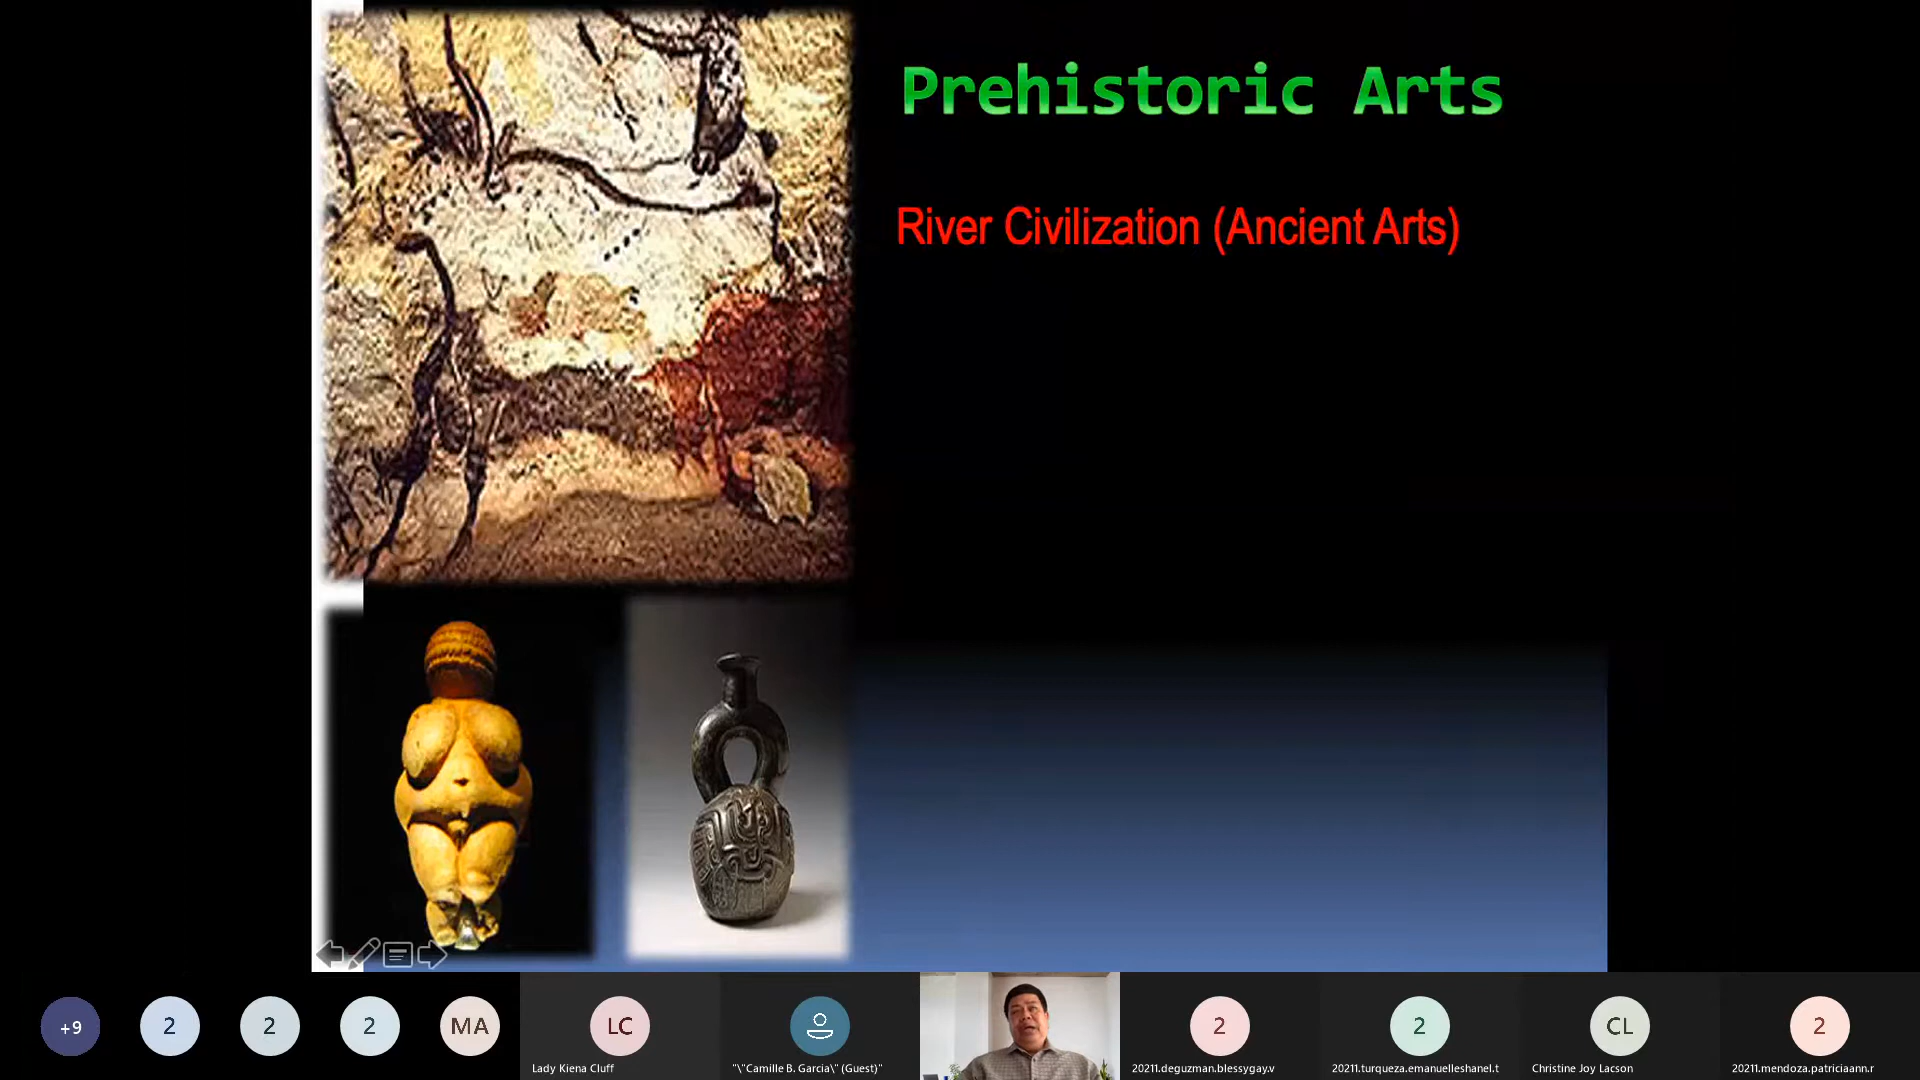 Prehistoric Arts
River Civilization (Ancient Arts)
+9
2
2
2
MA
LC
2
2
CL
2
Lady Kiena Cluff
"\"Camille B. Garcia\" (Guest)"
20211.deguzman.blessygay.v
20211.turqueza.emanuelleshanel.t
Christine Joy Lacson
20211.mendoza.patriciaann.r